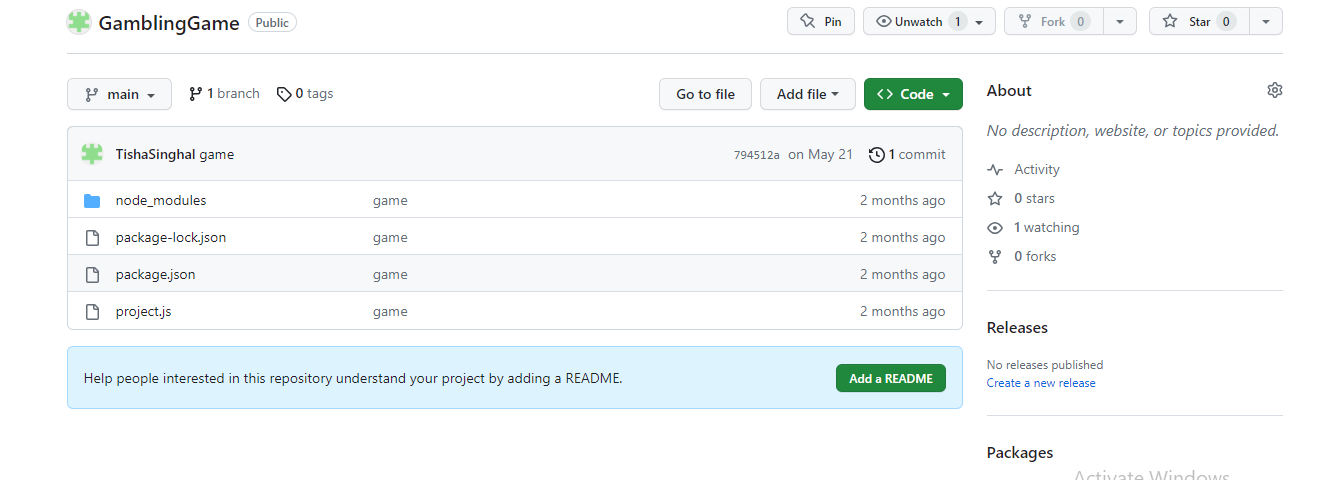 GamblingGame Public Pin Unwatch 1 Fork 0 Star 0
main 1 branch 0 tags Go to file Add file <> Code
TishaSinghal game 794512a on May 21 1 commit
node_modules game 2 months ago
package-lock.json game 2 months ago
package.json game 2 months ago
project.js game 2 months ago
Help people interested in this repository understand your project by adding a README. Add a README
About
No description, website, or topics provided.
Activity
0 stars
1 watching
0 forks
Releases
No releases published
Create a new release
Packages
Activate Windows